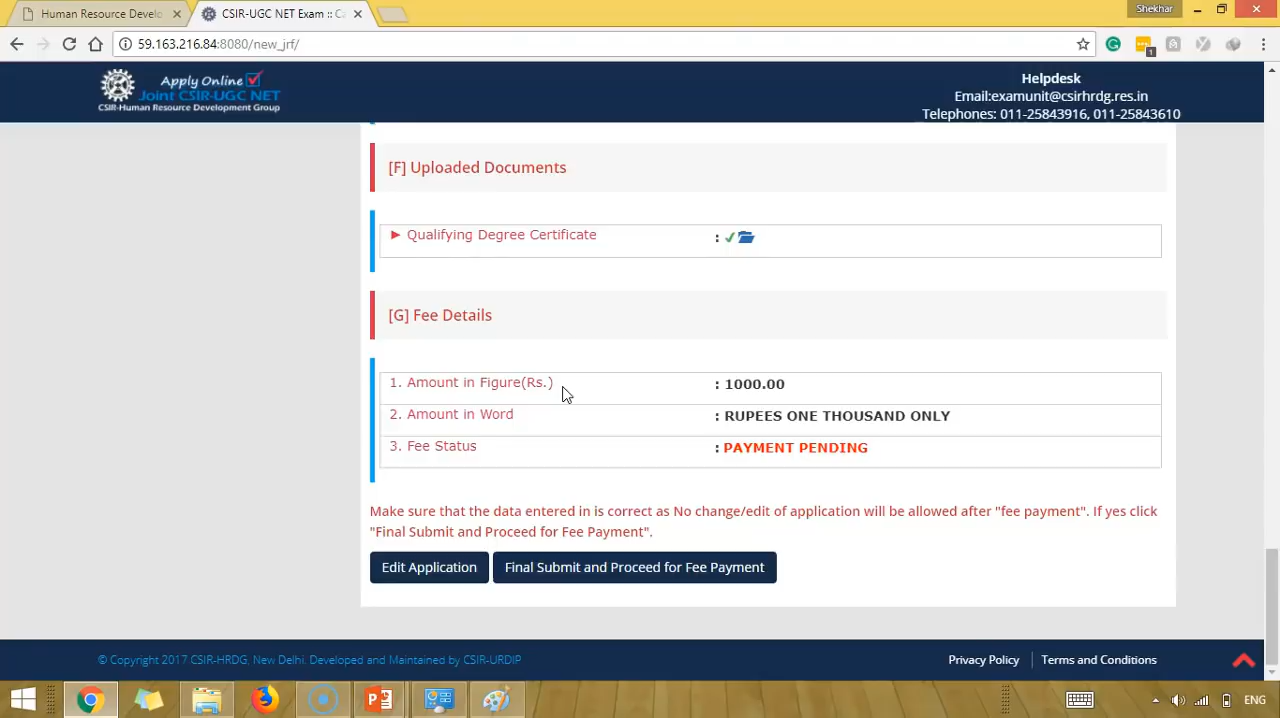 Human Resource Develo
CSIR-UGC NET Exam :: Ca
Shekhar
59.163.216.84:8080/new_jrf/
1
Apply Online
Joint CSIR-UGC NET
CSIR-Human Resource Development Group
Helpdesk
Email:examunit@csirhrdg.res.in
Telephones: 011-25843916, 011-25843610
[F] Uploaded Documents
► Qualifying Degree Certificate :
[G] Fee Details
1. Amount in Figure(Rs.) : 1000.00
2. Amount in Word : RUPEES ONE THOUSAND ONLY
3. Fee Status : PAYMENT PENDING
Make sure that the data entered in is correct as No change/edit of application will be allowed after "fee payment". If yes click
"Final Submit and Proceed for Fee Payment".
Edit Application Final Submit and Proceed for Fee Payment
© Copyright 2017 CSIR-HRDG, New Delhi. Developed and Maintained by CSIR-URDIP
Privacy Policy Terms and Conditions
ENG